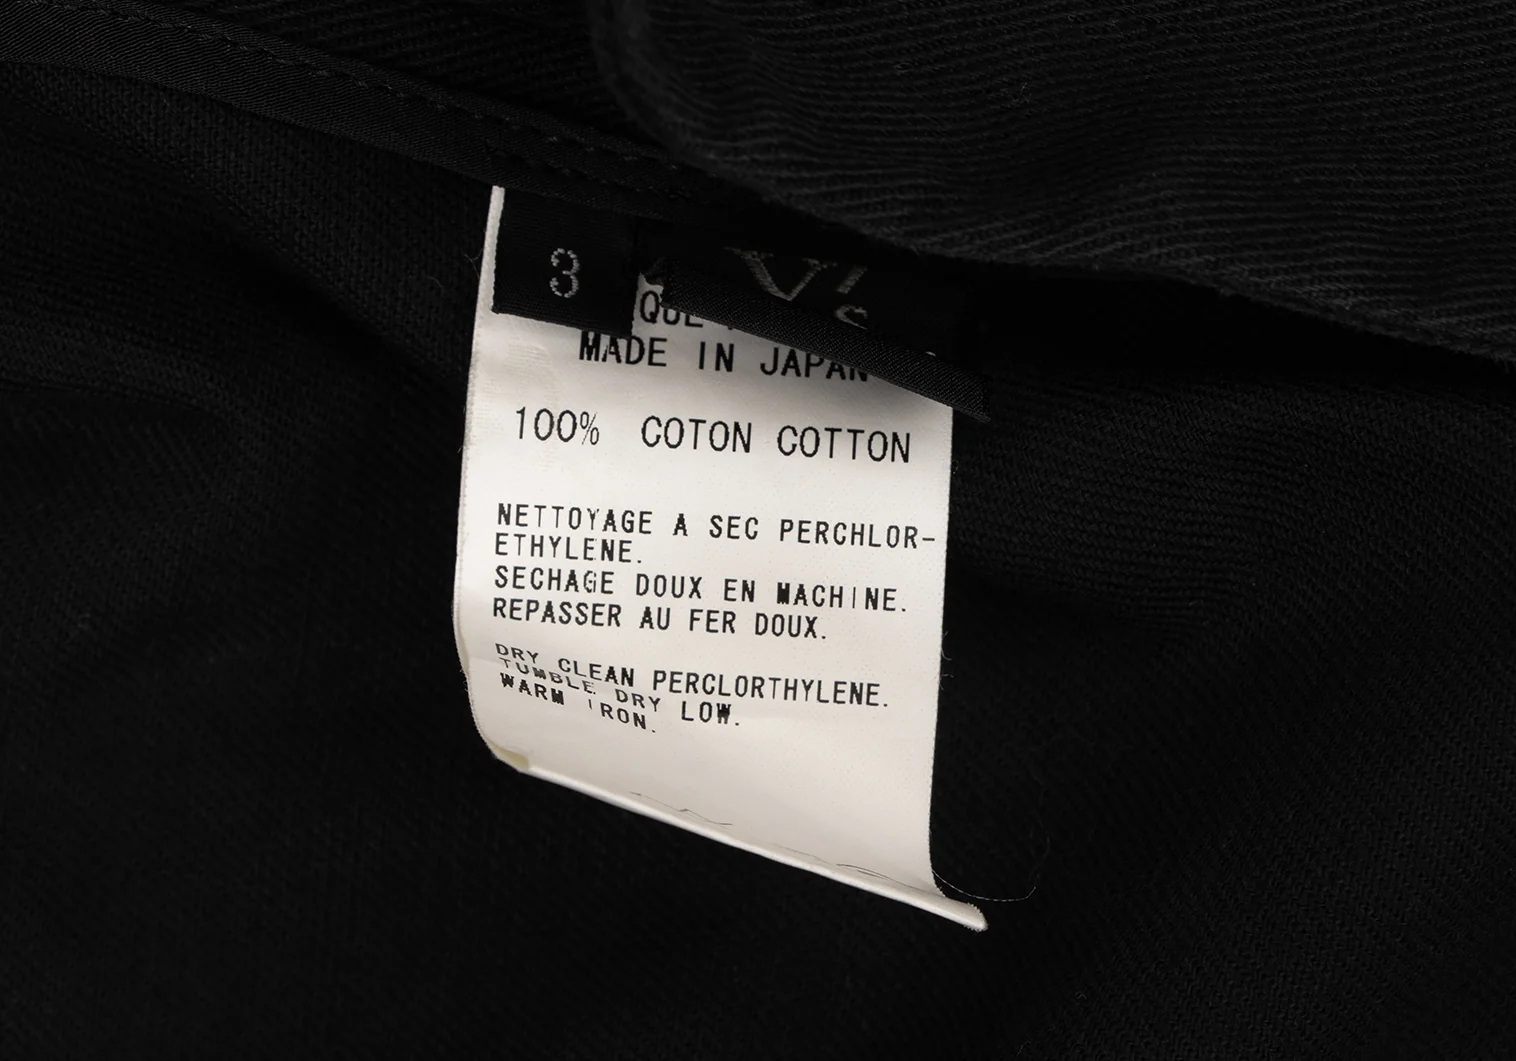 3
MADE IN JAPAN
100% COTON COTTON
NETTOYAGE A SEC PERCHLOR-
ETHYLENE.
SECHAGE DOUX EN MACHINE.
REPASSER AU FER DOUX.
DRY CLEAN PERCLORTHYLENE.
TUMBLE DRY LOW.
WARM IRON.